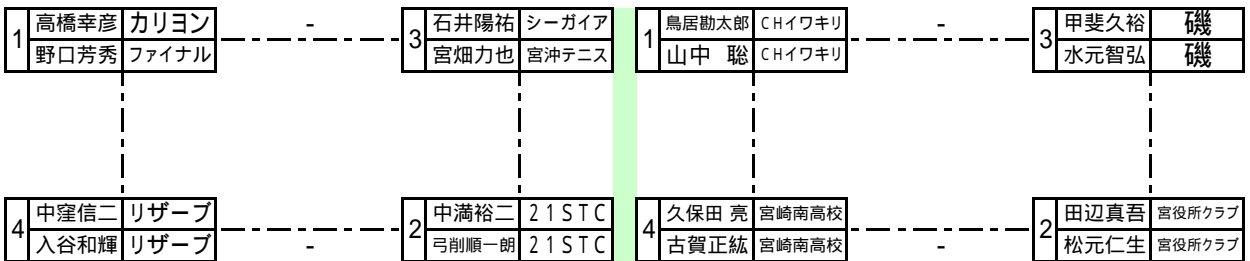 1 高橋幸彦 カリヨン - 3 石井陽祐 シーガイア 1 鳥居勘太郎 CHイワキリ - 3 甲斐久裕 磯
野口芳秀 ファイナル 宮畑力也 宮沖テニス 山中 聡 CHイワキリ 水元智弘 磯
4 中窪信二 リザーブ - 2 中満裕二 21STC 4 久保田 亮 宮崎南高校 - 2 田辺真吾 宮役所クラブ
入谷和輝 リザーブ 弓削順一朗 21STC 古賀正紘 宮崎南高校 松元仁生 宮役所クラブ